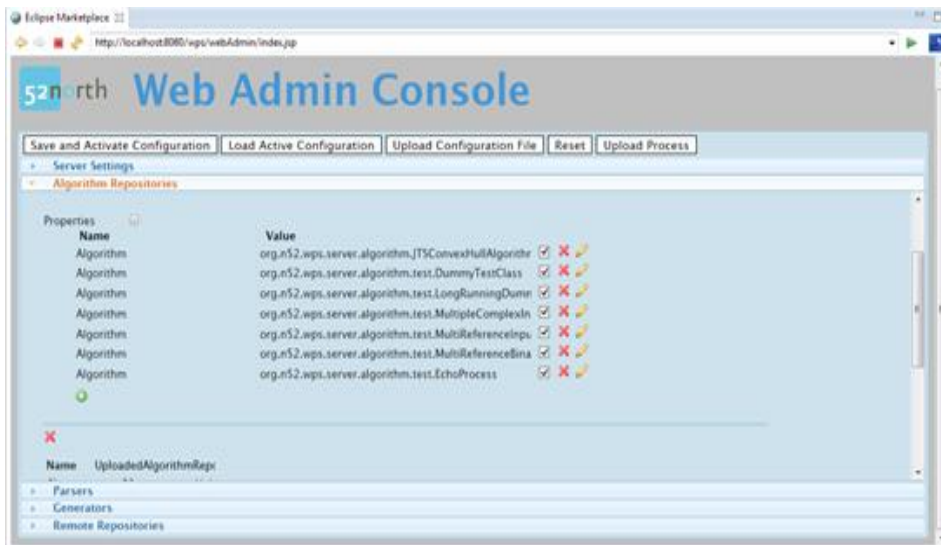 Eclipse Marketplace
http://localhost:8080/wps/webAdmin/index.jsp
52north Web Admin Console
Save and Activate Configuration Load Active Configuration Upload Configuration File Reset Upload Process
Server Settings
Algorithm Repositories
Properties
Name Value
Algorithm org.n52.wps.server.algorithm.JTSConvexHullAlgorithr
Algorithm org.n52.wps.server.algorithm.test.DummyTestClass
Algorithm org.n52.wps.server.algorithm.test.LongRunningDumn
Algorithm org.n52.wps.server.algorithm.test.MultipleComplexIn
Algorithm org.n52.wps.server.algorithm.test.MultiReferenceInpu
Algorithm org.n52.wps.server.algorithm.test.MultiReferenceBina
Algorithm org.n52.wps.server.algorithm.test.EchoProcess
Name UploadedAlgorithmRepo
Parsers
Generators
Remote Repositories